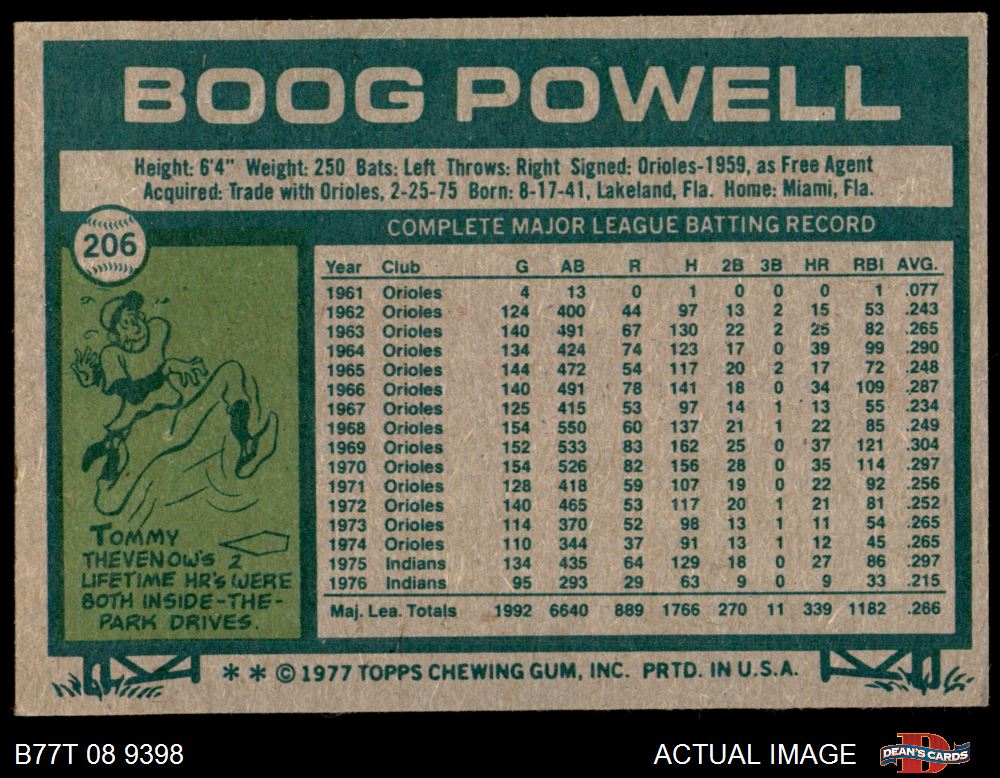 BOOG POWELL
Height: 6'4" Weight: 250 Bats: Left Throws: Right Signed: Orioles-1959, as Free Agent
Acquired: Trade with Orioles, 2-25-75 Born: 8-17-41, Lakeland, Fla. Home: Miami, Fla.
206
COMPLETE MAJOR LEAGUE BATTING RECORD
Year Club G AB R H 2B 3B HR RBI AVG.
1961 Orioles 4 13 0 1 0 0 0 1 .077
1962 Orioles 124 400 44 97 13 2 15 53 .243
1963 Orioles 140 491 67 130 22 2 25 82 .265
1964 Orioles 134 424 74 123 17 0 39 99 .290
1965 Orioles 144 472 54 117 20 2 17 72 .248
1966 Orioles 140 491 78 141 18 0 34 109 .287
1967 Orioles 125 415 53 97 14 1 13 55 .234
1968 Orioles 154 550 60 137 21 1 22 85 .249
1969 Orioles 152 533 83 162 25 0 37 121 .304
1970 Orioles 154 526 82 156 28 0 35 114 .297
1971 Orioles 128 418 59 107 19 0 22 92 .256
1972 Orioles 140 465 53 117 20 1 21 81 .252
1973 Orioles 114 370 52 98 13 1 11 54 .265
1974 Orioles 110 344 37 91 13 1 12 45 .265
1975 Indians 134 435 64 129 18 0 27 86 .297
1976 Indians 95 293 29 63 9 0 9 33 .215
Maj. Lea. Totals 1992 6640 889 1766 270 11 339 1182 .266
TOMMY
THEVENOW'S 2
LIFETIME HR'S WERE
BOTH INSIDE-THE-
PARK DRIVES.
** © 1977 TOPPS CHEWING GUM, INC. PRTD. IN U.S.A.
B77T 08 9398
ACTUAL IMAGE
D
DEAN'S CARDS